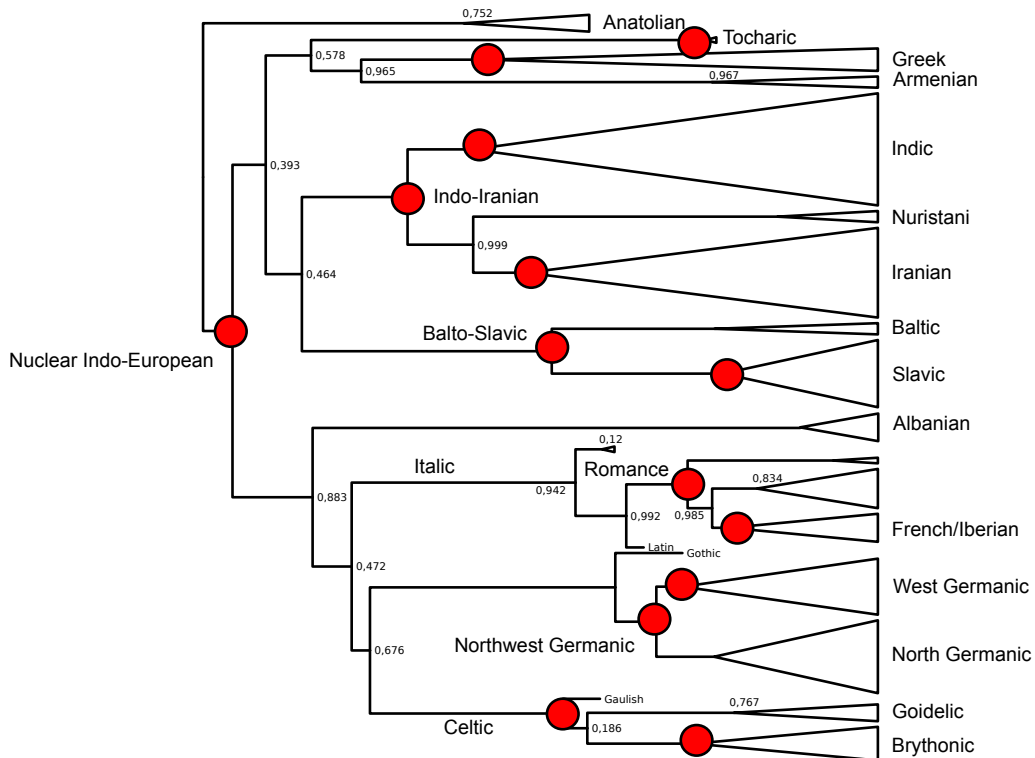 0,752
Anatolian
Tocharic
0,578
Greek
0,965
0,967
Armenian
Indic
0,393
Indo-Iranian
Nuristani
0,999
0,464
Iranian
Balto-Slavic
Baltic
Nuclear Indo-European
Slavic
Albanian
0,12
Italic
Romance
0,834
0,942
0,883
0,992
0,985
French/Iberian
Latin
Gothic
0,472
West Germanic
Northwest Germanic
0,676
North Germanic
Gaulish
0,767
Goidelic
Celtic
0,186
Brythonic